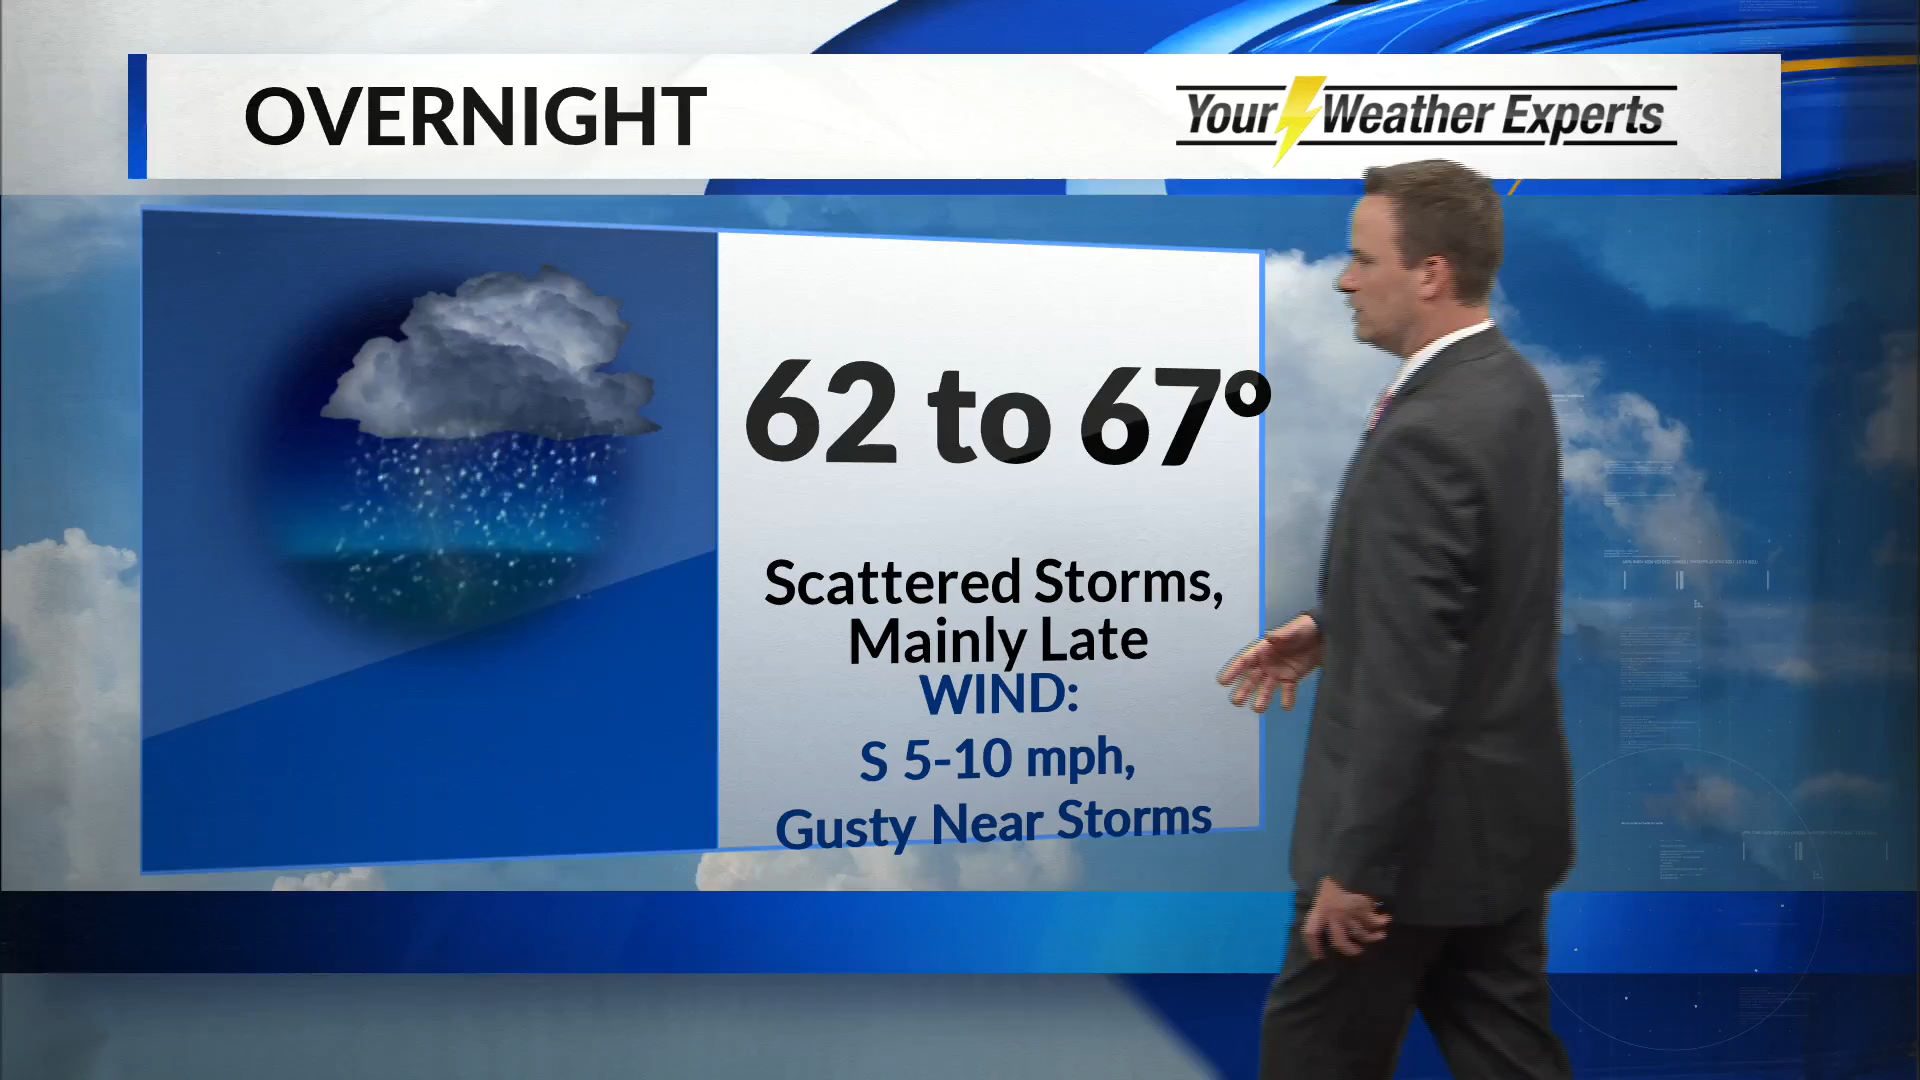 OVERNIGHT
Your Weather Experts
62 to 67°
Scattered Storms,
Mainly Late
WIND:
S 5-10 mph,
Gusty Near Storms